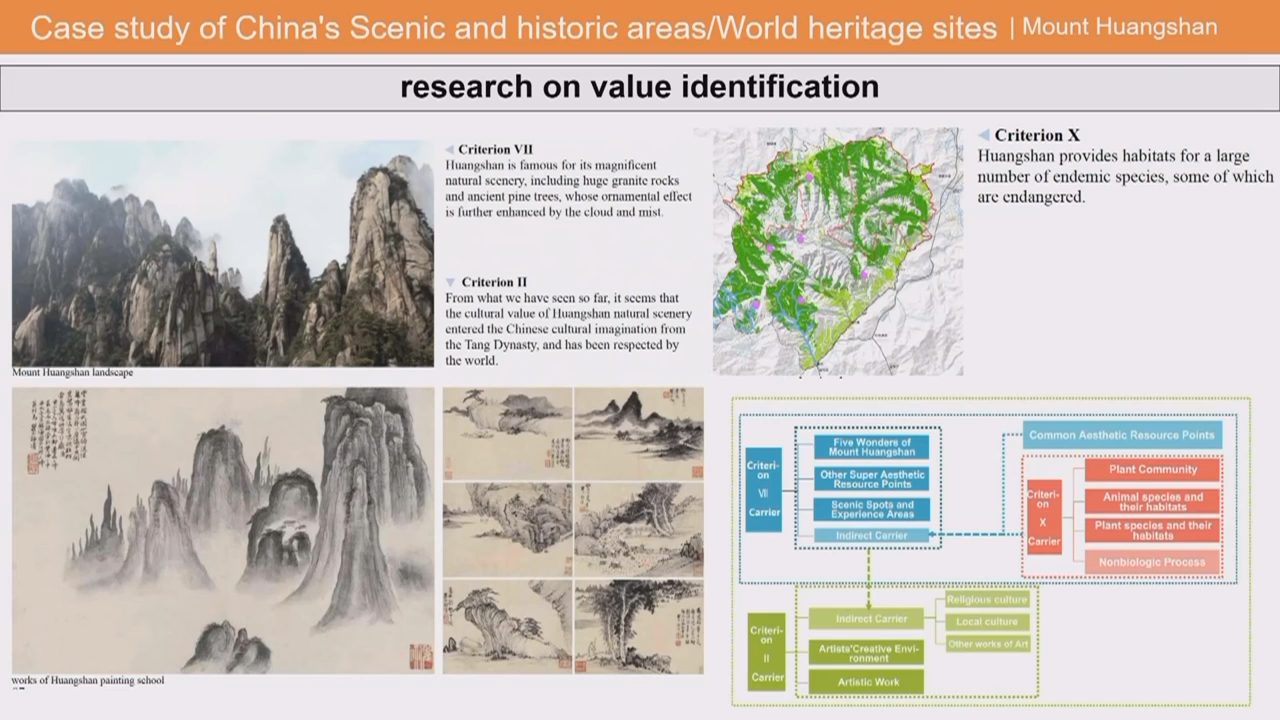 Case study of China's Scenic and historic areas/World heritage sites | Mount Huangshan
research on value identification
Criterion VII
Huangshan is famous for its magnificent
natural scenery, including huge granite rocks
and ancient pine trees, whose ornamental effect
is further enhanced by the cloud and mist.
Criterion II
From what we have seen so far, it seems that
the cultural value of Huangshan natural scenery
entered the Chinese cultural imagination from
the Tang Dynasty, and has been respected by
the world.
Criterion X
Huangshan provides habitats for a large
number of endemic species, some of which
are endangered.
Mount Huangshan landscape
works of Huangshan painting school
Criteri-
on
VII
Carrier
Five Wonders of
Mount Huangshan
Other Super Aesthetic
Resource Points
Scenic Spots and
Experience Areas
Indirect Carrier
Common Aesthetic Resource Points
Criteri-
on
X
Carrier
Plant Community
Animal species and
their habitats
Plant species and their
habitats
Nonbiologic Process
Criteri-
on
II
Carrier
Indirect Carrier
Artists'Creative Envi-
ronment
Artistic Work
Religious culture
Local culture
Other works of Art